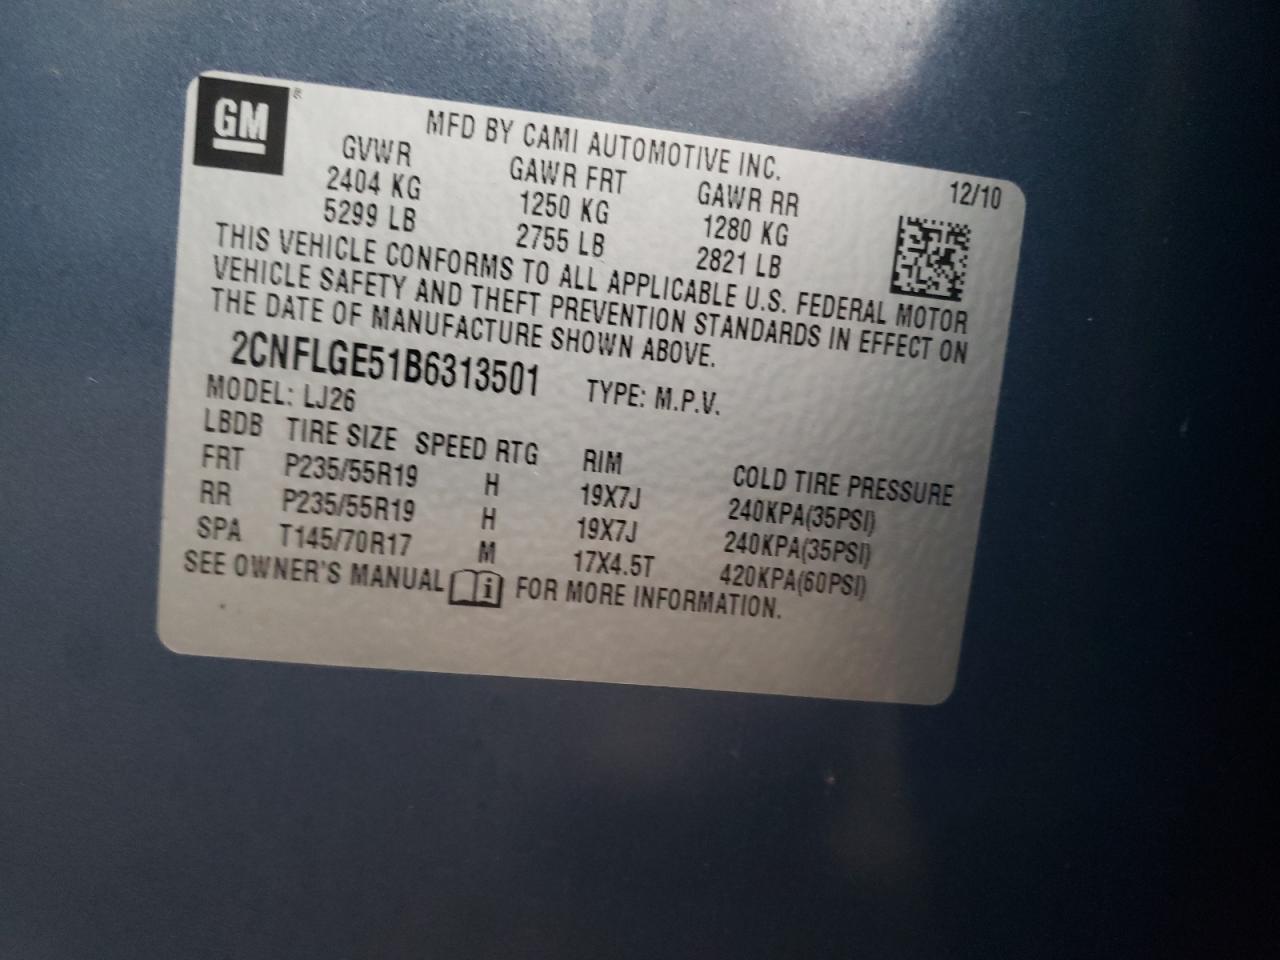 GM
MFD BY CAMI AUTOMOTIVE INC.
12/10
GVWR GAWR FRT GAWR RR
2404 KG 1250 KG 1280 KG
5299 LB 2755 LB 2821 LB
THIS VEHICLE CONFORMS TO ALL APPLICABLE U.S. FEDERAL MOTOR
VEHICLE SAFETY AND THEFT PREVENTION STANDARDS IN EFFECT ON
THE DATE OF MANUFACTURE SHOWN ABOVE.
2CNFLGE51B6313501 TYPE: M.P.V.
MODEL: LJ26
LBDB TIRE SIZE SPEED RTG RIM COLD TIRE PRESSURE
FRT P235/55R19 H 19X7J 240KPA(35PSI)
RR P235/55R19 H 19X7J 240KPA(35PSI)
SPA T145/70R17 M 17X4.5T 420KPA(60PSI)
SEE OWNER'S MANUAL i FOR MORE INFORMATION.